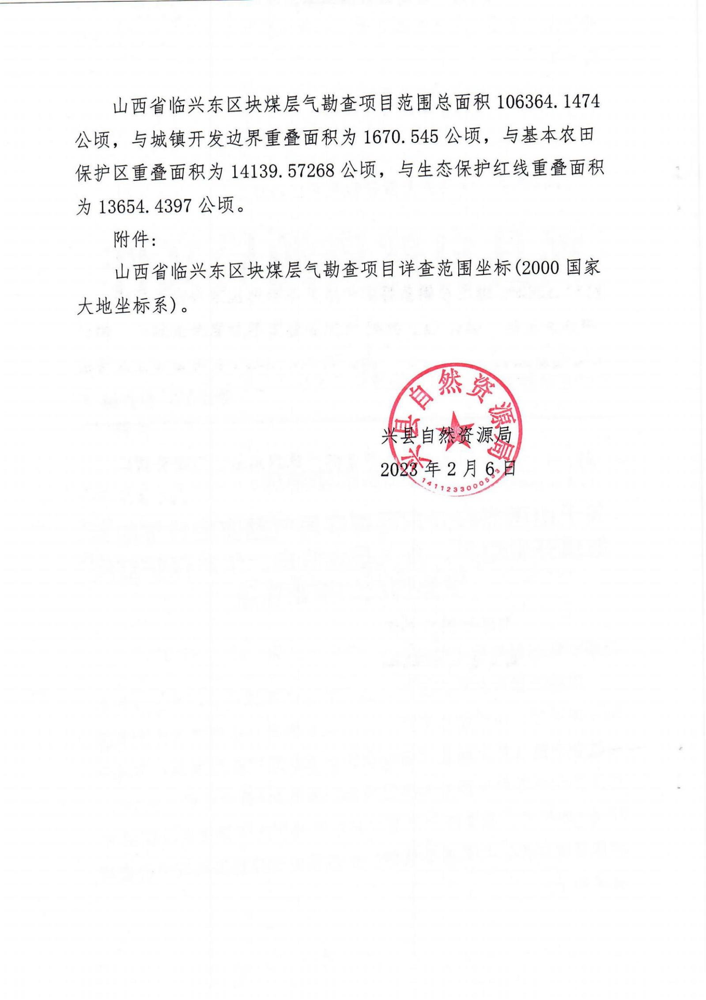 山西省临兴东区块煤层气勘查项目范围总面积 106364.1474
公顷，与城镇开发边界重叠面积为 1670.545 公顷，与基本农田
保护区重叠面积为 14139.57268 公顷，与生态保护红线重叠面积
为 13654.4397 公顷。
附件:
山西省临兴东区块煤层气勘查项目详查范围坐标(2000 国家
大地坐标系)。
兴县自然资源局
兴县自然资源局
2023 年 2 月 6 日
1411233000533